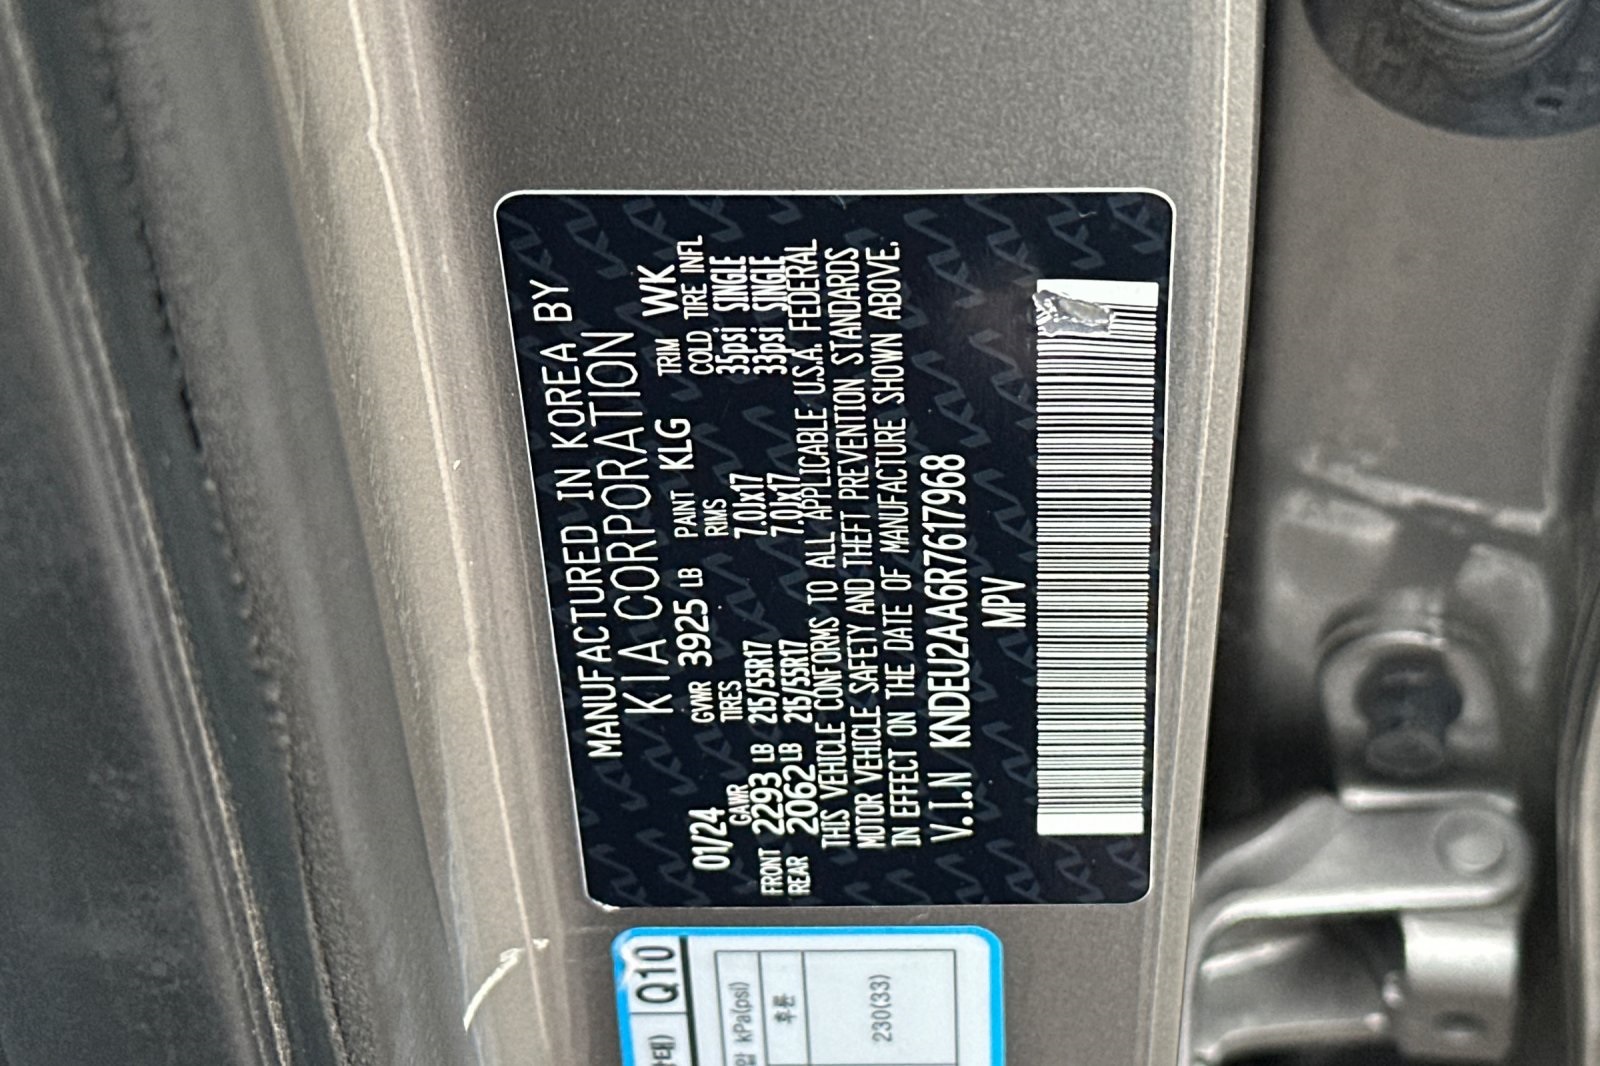 MANUFACTURED IN KOREA BY
KIA CORPORATION
01/24 GVWR 3925 LB PAINT KLG TRIM WK
GAWR TIRES RIMS COLD TIRE INFL
FRONT 2293 LB 215/55R17 7.0Jx17 35psi SINGLE
REAR 2062 LB 215/55R17 7.0Jx17 33psi SINGLE
THIS VEHICLE CONFORMS TO ALL APPLICABLE U.S.A. FEDERAL
MOTOR VEHICLE SAFETY AND THEFT PREVENTION STANDARDS
IN EFFECT ON THE DATE OF MANUFACTURE SHOWN ABOVE.
V.I.N KNDEU2AA6R7617968
MPV
Q10
kPa(psi)
후륜
230(33)